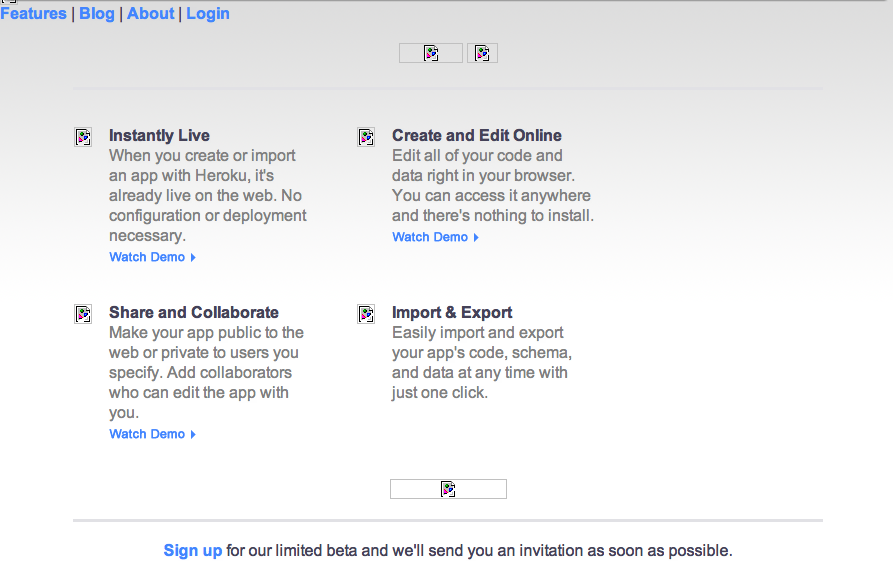 Features | Blog | About | Login
Instantly Live
When you create or import
an app with Heroku, it's
already live on the web. No
configuration or deployment
necessary.
Watch Demo
Create and Edit Online
Edit all of your code and
data right in your browser.
You can access it anywhere
and there's nothing to install.
Watch Demo
Share and Collaborate
Make your app public to the
web or private to users you
specify. Add collaborators
who can edit the app with
you.
Watch Demo
Import & Export
Easily import and export
your app's code, schema,
and data at any time with
just one click.
Sign up for our limited beta and we'll send you an invitation as soon as possible.